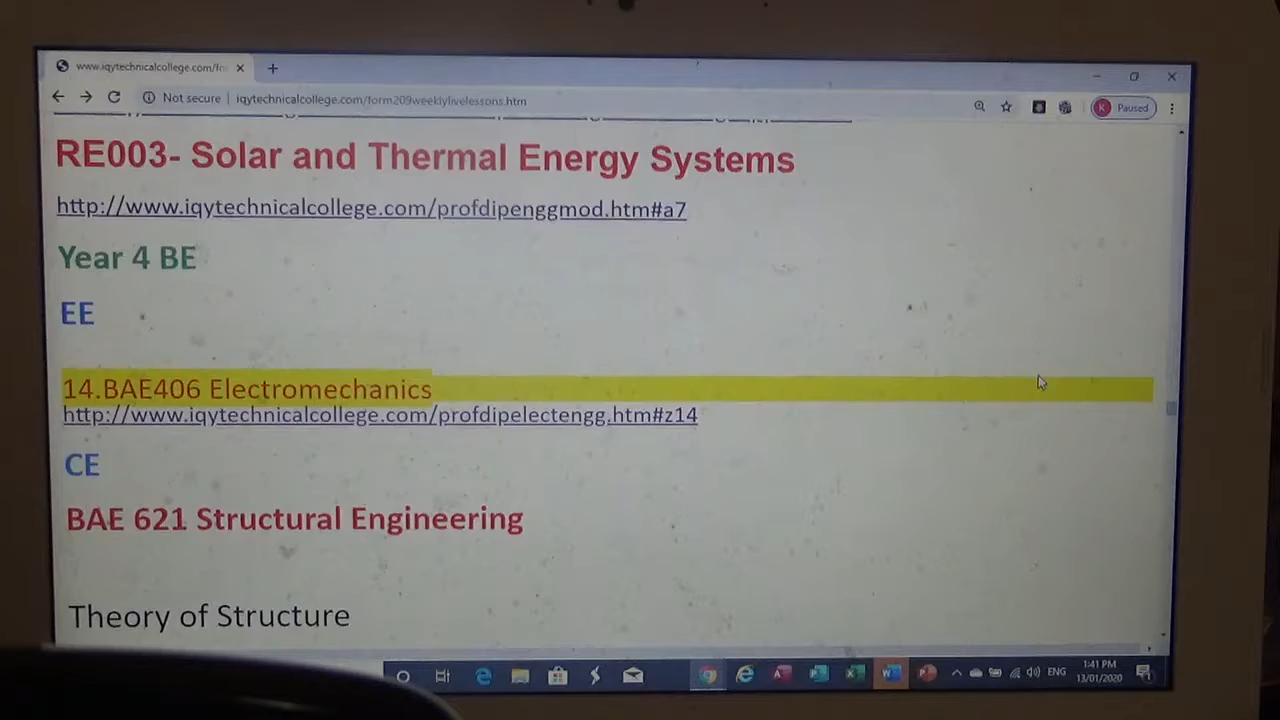 www.iqytechnicalcollege.com/fo
Not secure | iqytechnicalcollege.com/form209weeklylivelessons.htm
K Paused
RE003- Solar and Thermal Energy Systems
http://www.iqytechnicalcollege.com/profdipenggmod.htm#a7
Year 4 BE
EE
14.BAE406 Electromechanics
http://www.iqytechnicalcollege.com/profdipelectengg.htm#z14
CE
BAE 621 Structural Engineering
Theory of Structure
ENG
1:41 PM
13/01/2020